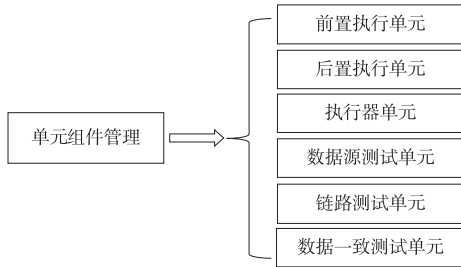 单元组件管理
前置执行单元
后置执行单元
执行器单元
数据源测试单元
链路测试单元
数据一致测试单元